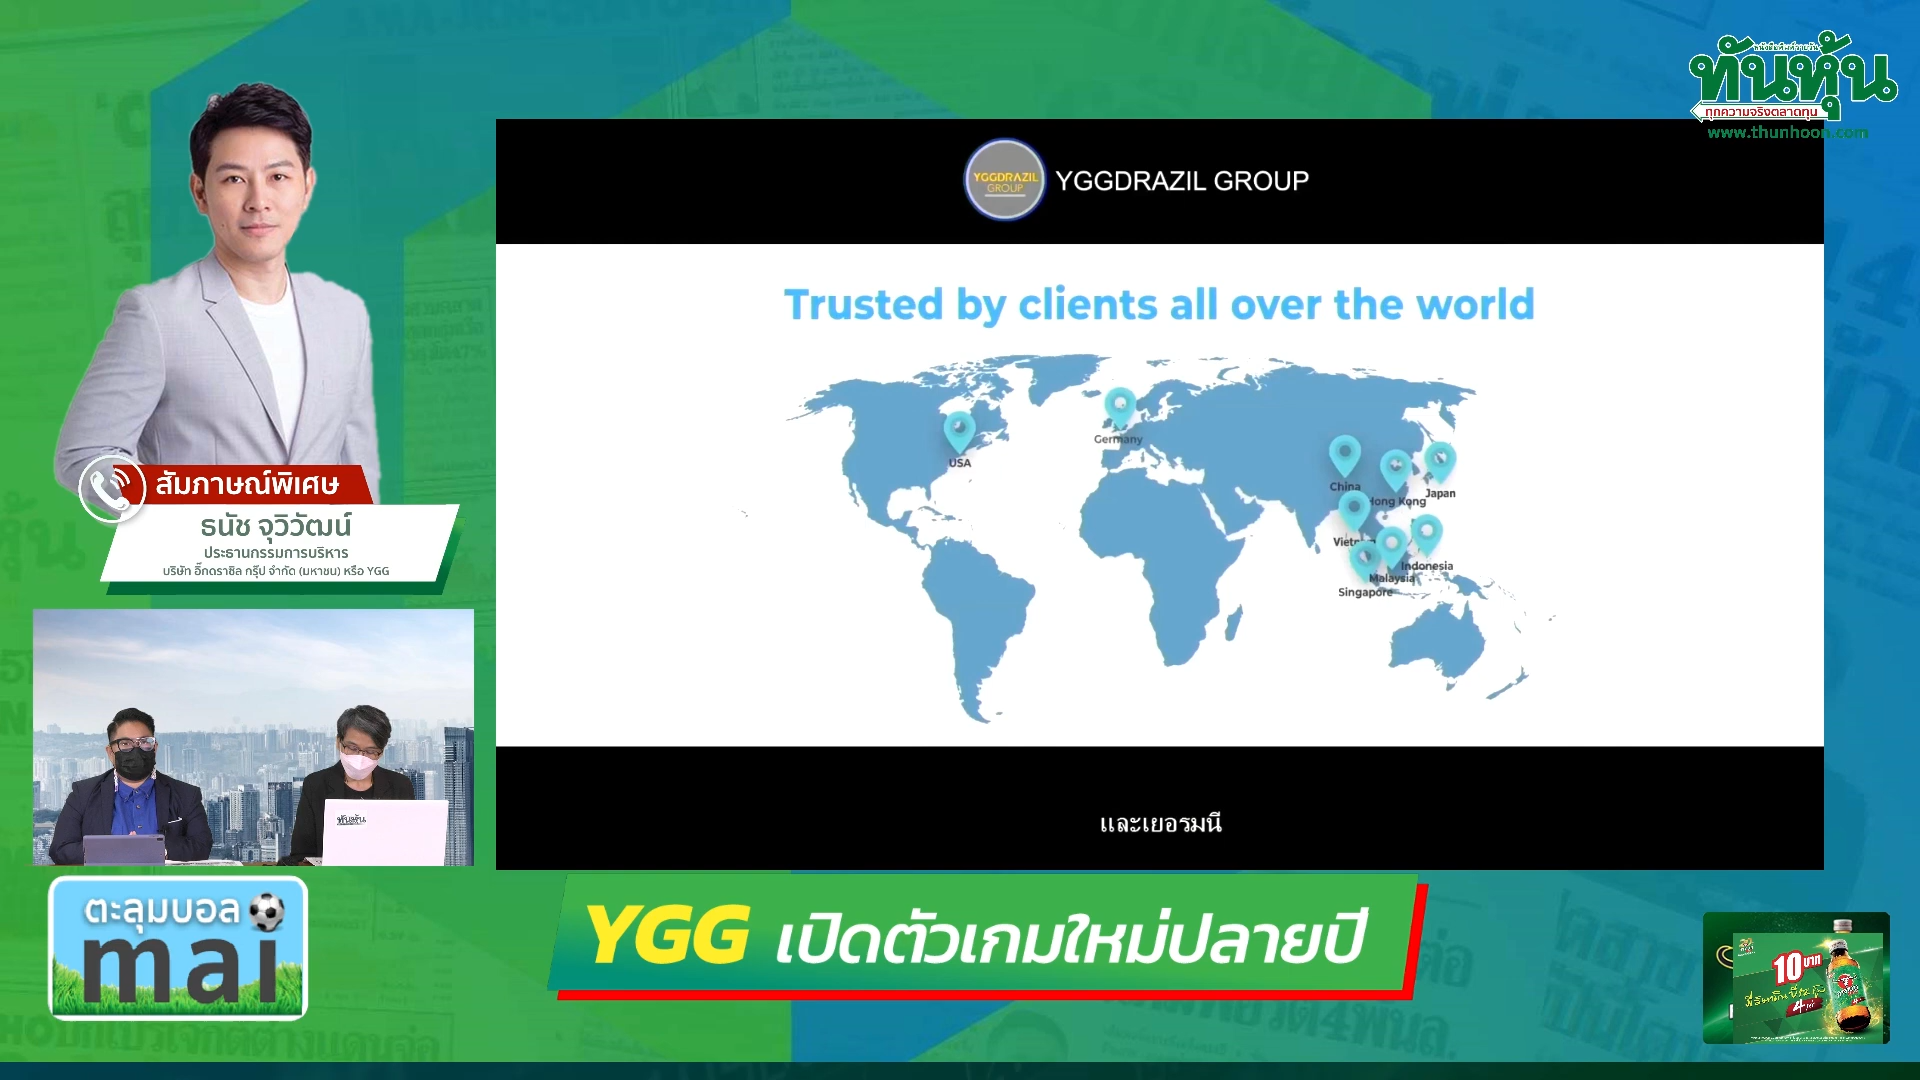 ทันหุ้น
ทุกความจริงตลาดทุน
www.thunhoon.com
YGGDRAZIL
GROUP
YGGDRAZIL GROUP
Trusted by clients all over the world
USA
Germany
China
Hong Kong
Japan
Indonesia
Malaysia
Singapore
และเยอรมนี
สัมภาษณ์พิเศษ
ธนัช จุวิวัฒน์
ประธานกรรมการบริหาร
บริษัท อิ๊กดราซิล กรุ๊ป จำกัด (มหาชน) หรือ YGG
ทันหุ้น
ตะลุมบอล
mai
YGG เปิดตัวเกมใหม่ปลายปี
10 บาท